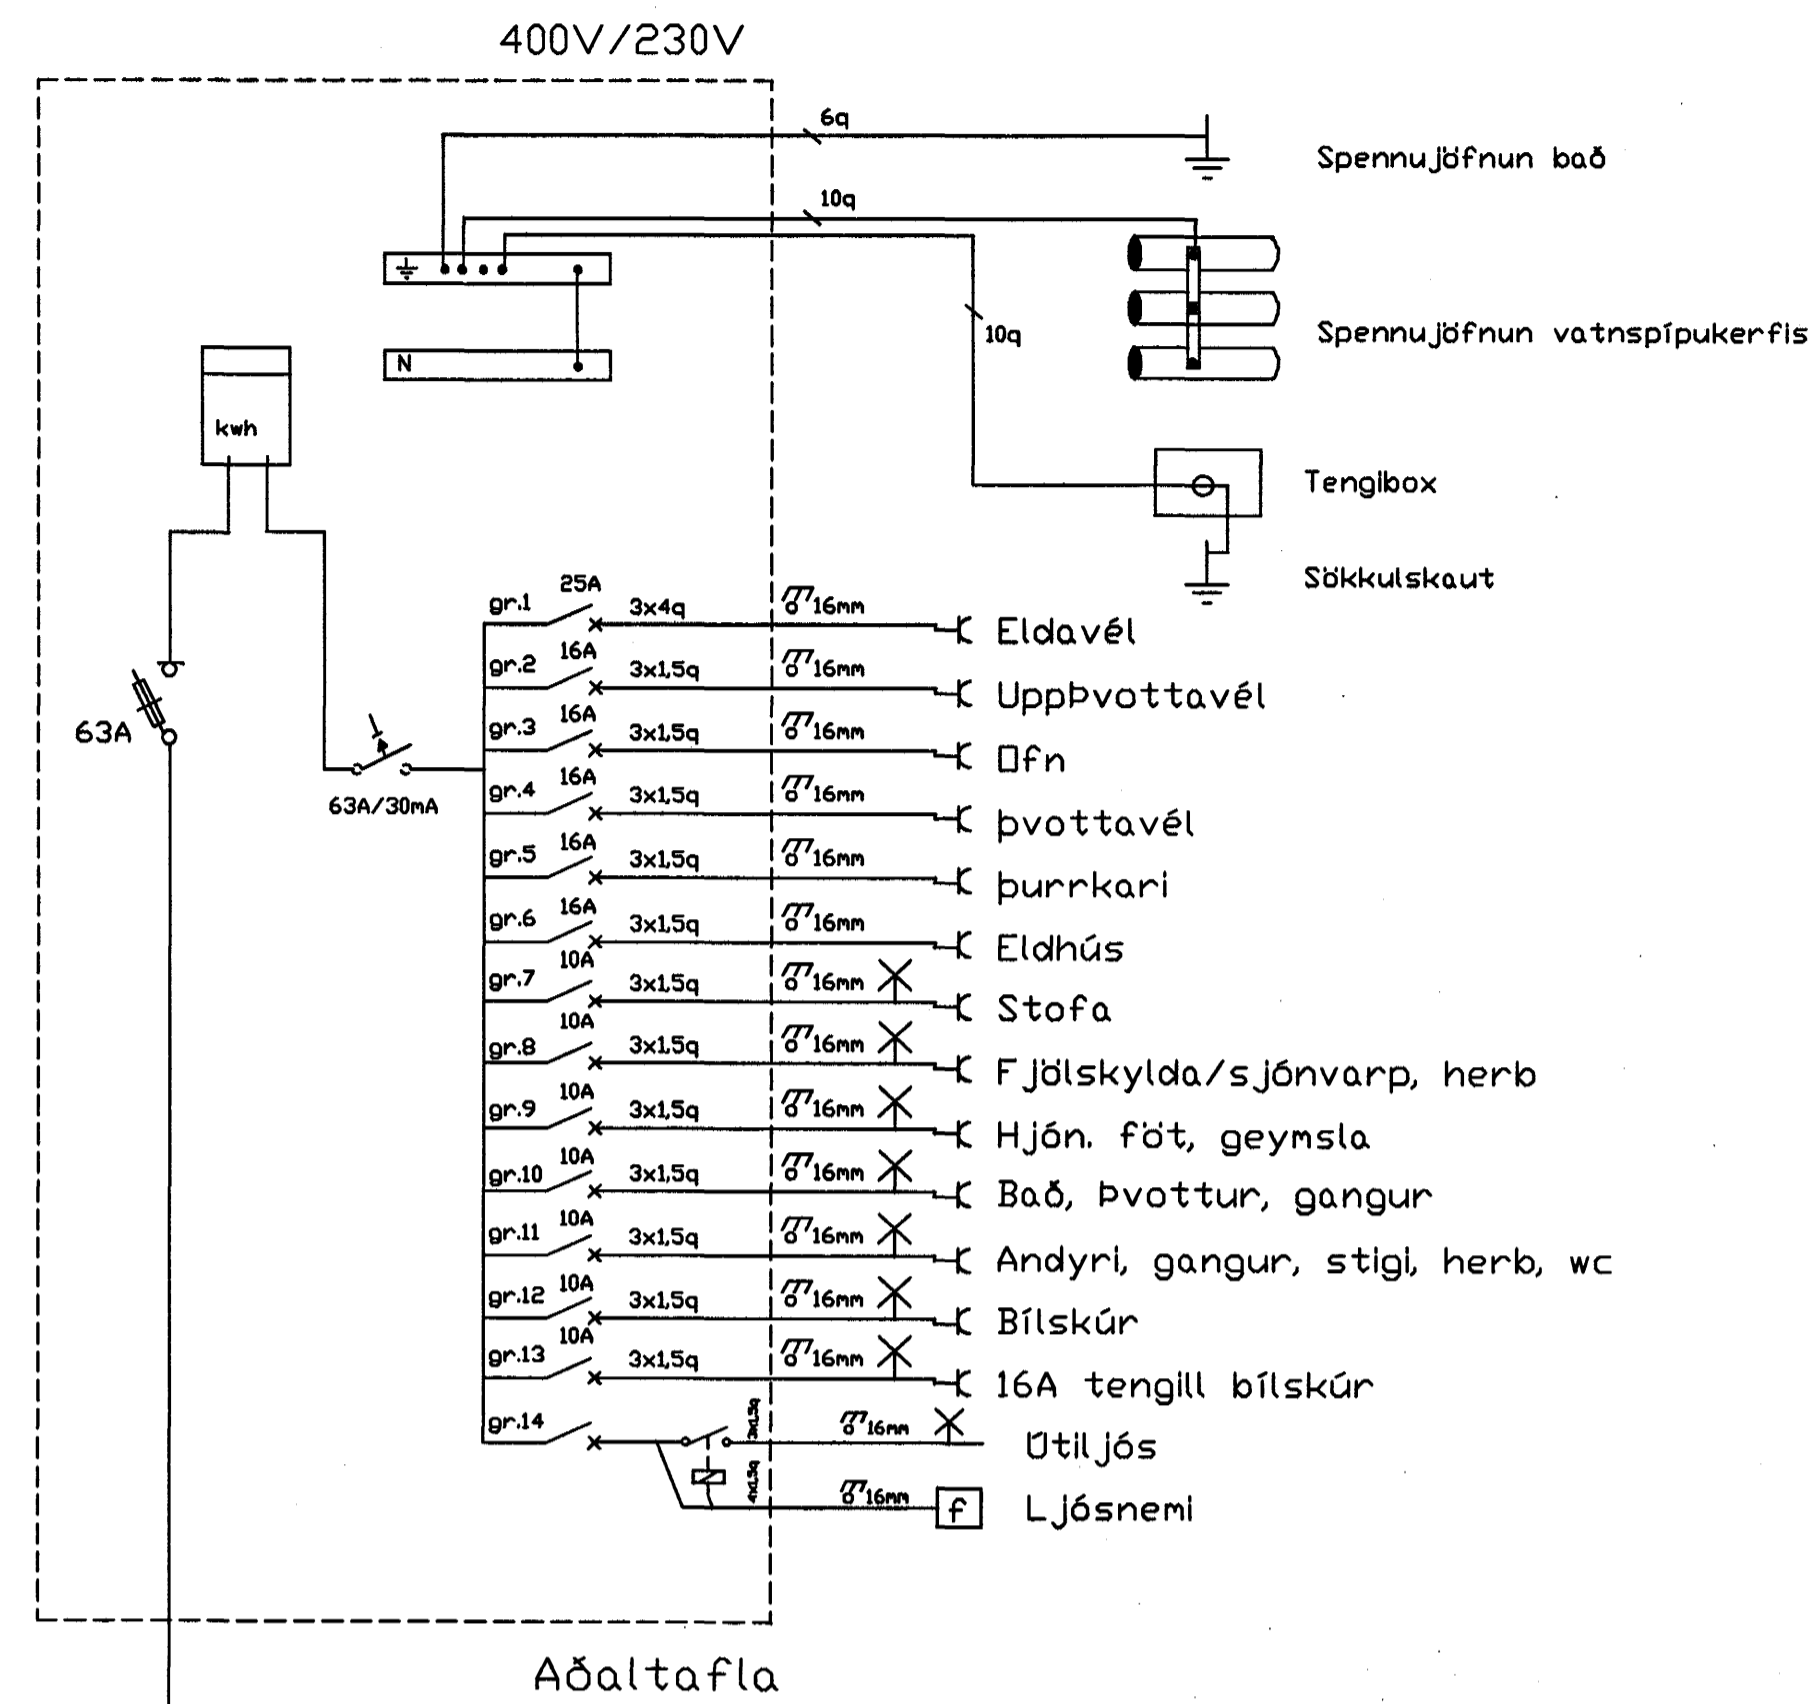 400V/230V
6q
Spennujöfnun bað
10q
10q
Spennujöfnun vatnspípukerfis
N
kwh
Tengibox
Sökkulskaut
63A
63A/30mA
gr.1 25A 3x4q 16mm Eldavél
gr.2 16A 3x1,5q 16mm Uppþvottavél
gr.3 16A 3x1,5q 16mm Ofn
gr.4 16A 3x1,5q 16mm þvottavél
gr.5 16A 3x1,5q 16mm þurrkari
gr.6 16A 3x1,5q 16mm Eldhús
gr.7 10A 3x1,5q 16mm Stofa
gr.8 10A 3x1,5q 16mm Fjölskylda/sjónvarp, herb
gr.9 10A 3x1,5q 16mm Hjón. föt, geymsla
gr.10 10A 3x1,5q 16mm Bað, þvottur, gangur
gr.11 10A 3x1,5q 16mm Andyri, gangur, stigi, herb, wc
gr.12 10A 3x1,5q 16mm Bílskúr
gr.13 10A 3x1,5q 16mm 16A tengill bílskúr
gr.14 3x1,5q 16mm Útiljós
4x1,5q 16mm f Ljósnemi
Aðaltafla